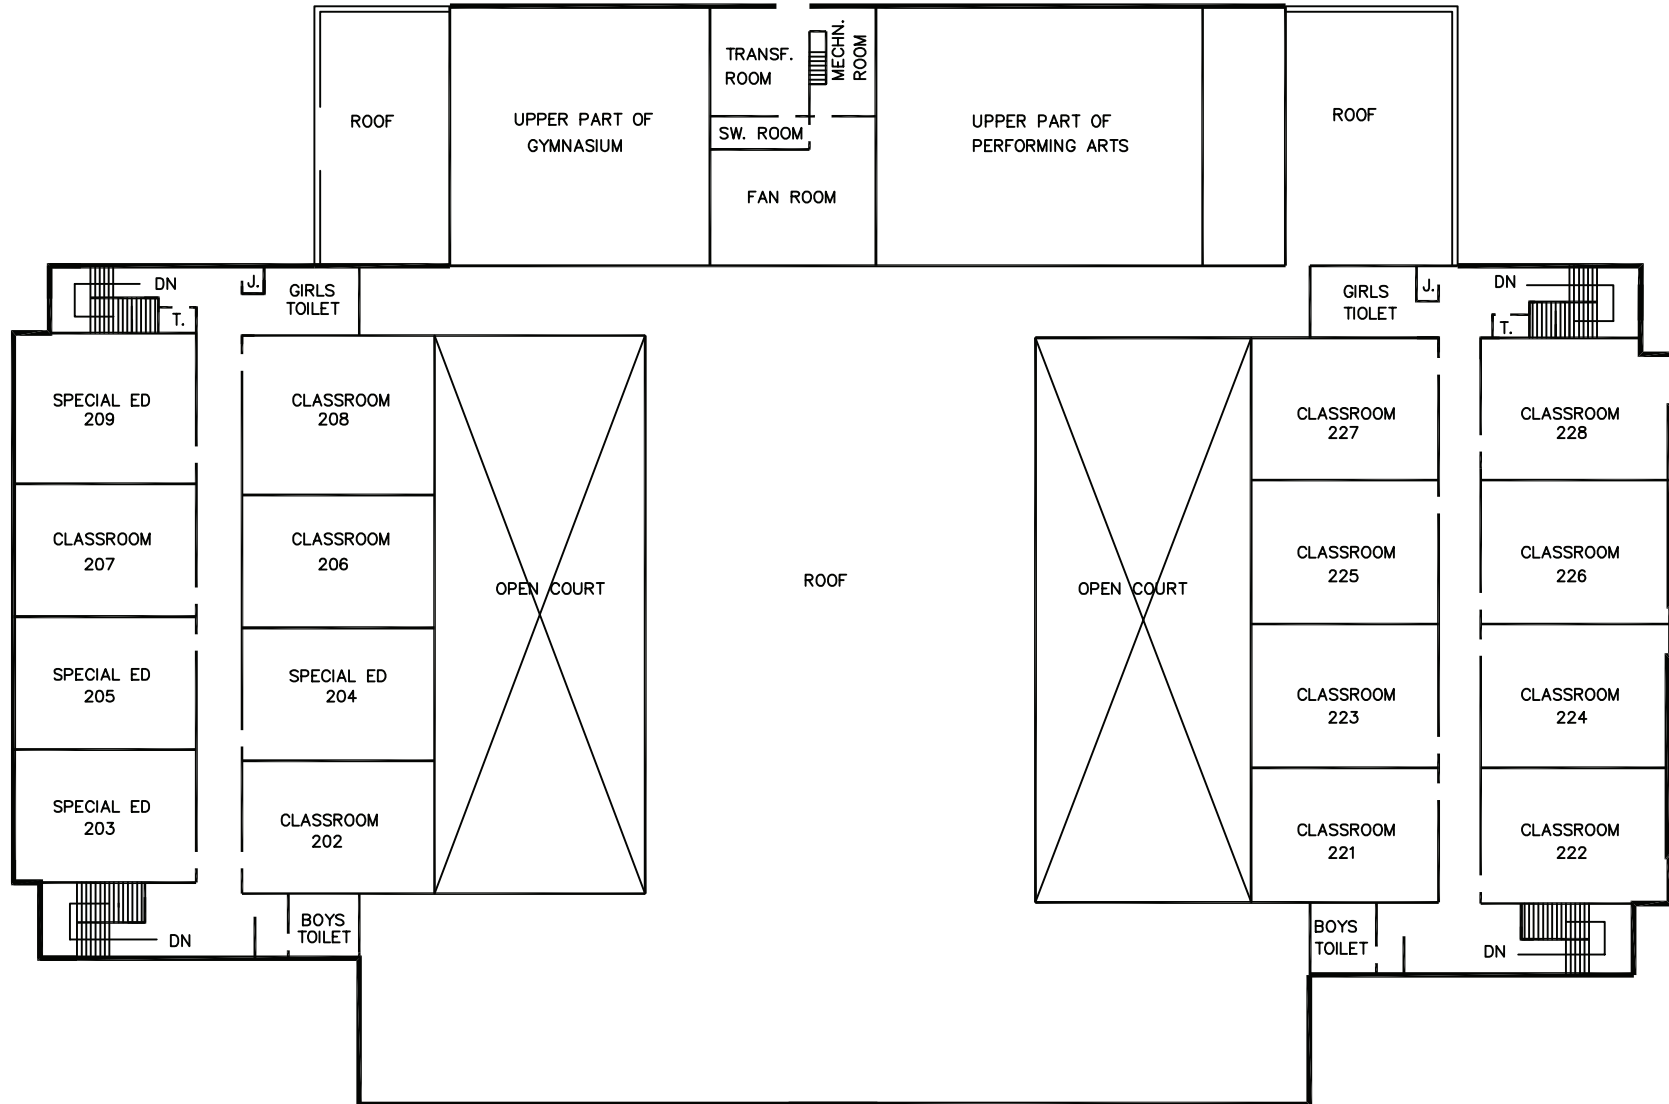 TRANSF.
ROOM
MECHN.
ROOM
ROOF
UPPER PART OF
GYMNASIUM
SW. ROOM
UPPER PART OF
PERFORMING ARTS
ROOF
FAN ROOM
DN
J.
GIRLS
TOILET
T.
GIRLS
TIOLET
J.
DN
T.
SPECIAL ED
209
CLASSROOM
208
CLASSROOM
227
CLASSROOM
228
CLASSROOM
207
CLASSROOM
206
OPEN COURT
ROOF
OPEN COURT
CLASSROOM
225
CLASSROOM
226
SPECIAL ED
205
SPECIAL ED
204
CLASSROOM
223
CLASSROOM
224
SPECIAL ED
203
CLASSROOM
202
CLASSROOM
221
CLASSROOM
222
DN
BOYS
TOILET
BOYS
TOILET
DN